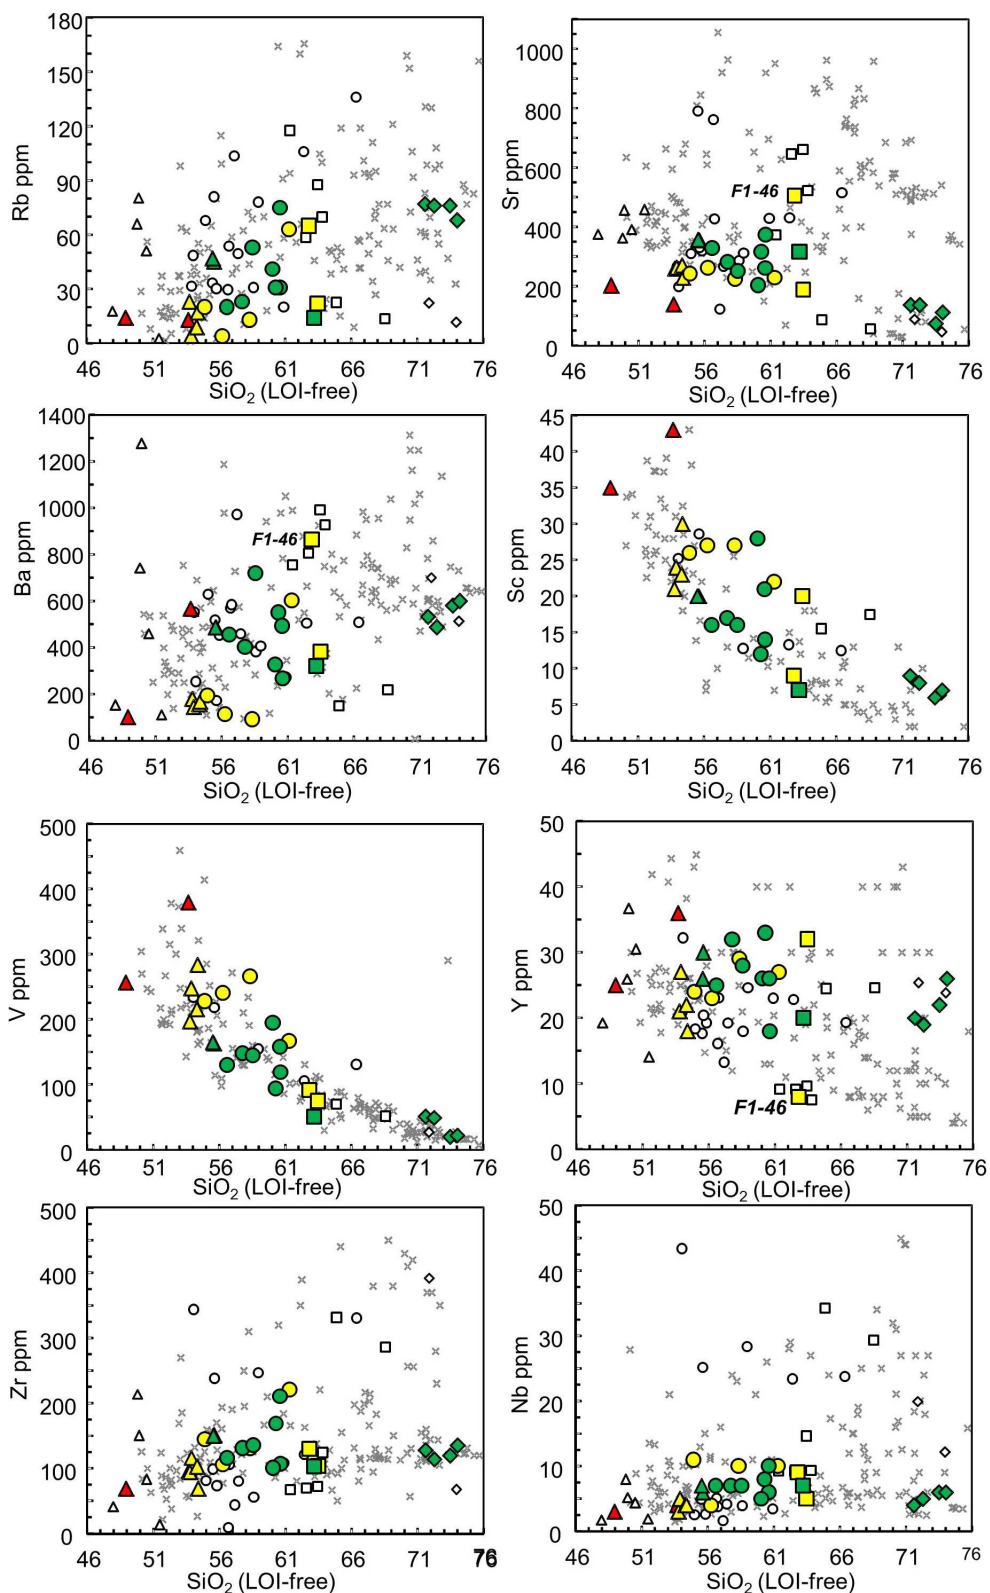 180
150
120
90
60
30
0
Rb ppm
46 51 56 61 66 71 76
SiO2 (LOI-free)
1000
800
600
400
200
0
Sr ppm
F1-46
46 51 56 61 66 71 76
SiO2 (LOI-free)
1400
1200
1000
800
600
400
200
0
Ba ppm
F1-46
46 51 56 61 66 71 76
SiO2 (LOI-free)
45
40
35
30
25
20
15
10
5
0
Sc ppm
46 51 56 61 66 71 76
SiO2 (LOI-free)
500
400
300
200
100
0
V ppm
46 51 56 61 66 71 76
SiO2 (LOI-free)
50
40
30
20
10
0
Y ppm
F1-46
46 51 56 61 66 71 76
SiO2 (LOI-free)
500
400
300
200
100
0
Zr ppm
46 51 56 61 66 71 76
SiO2 (LOI-free)
50
40
30
20
10
0
Nb ppm
46 51 56 61 66 71 76
SiO2 (LOI-free)